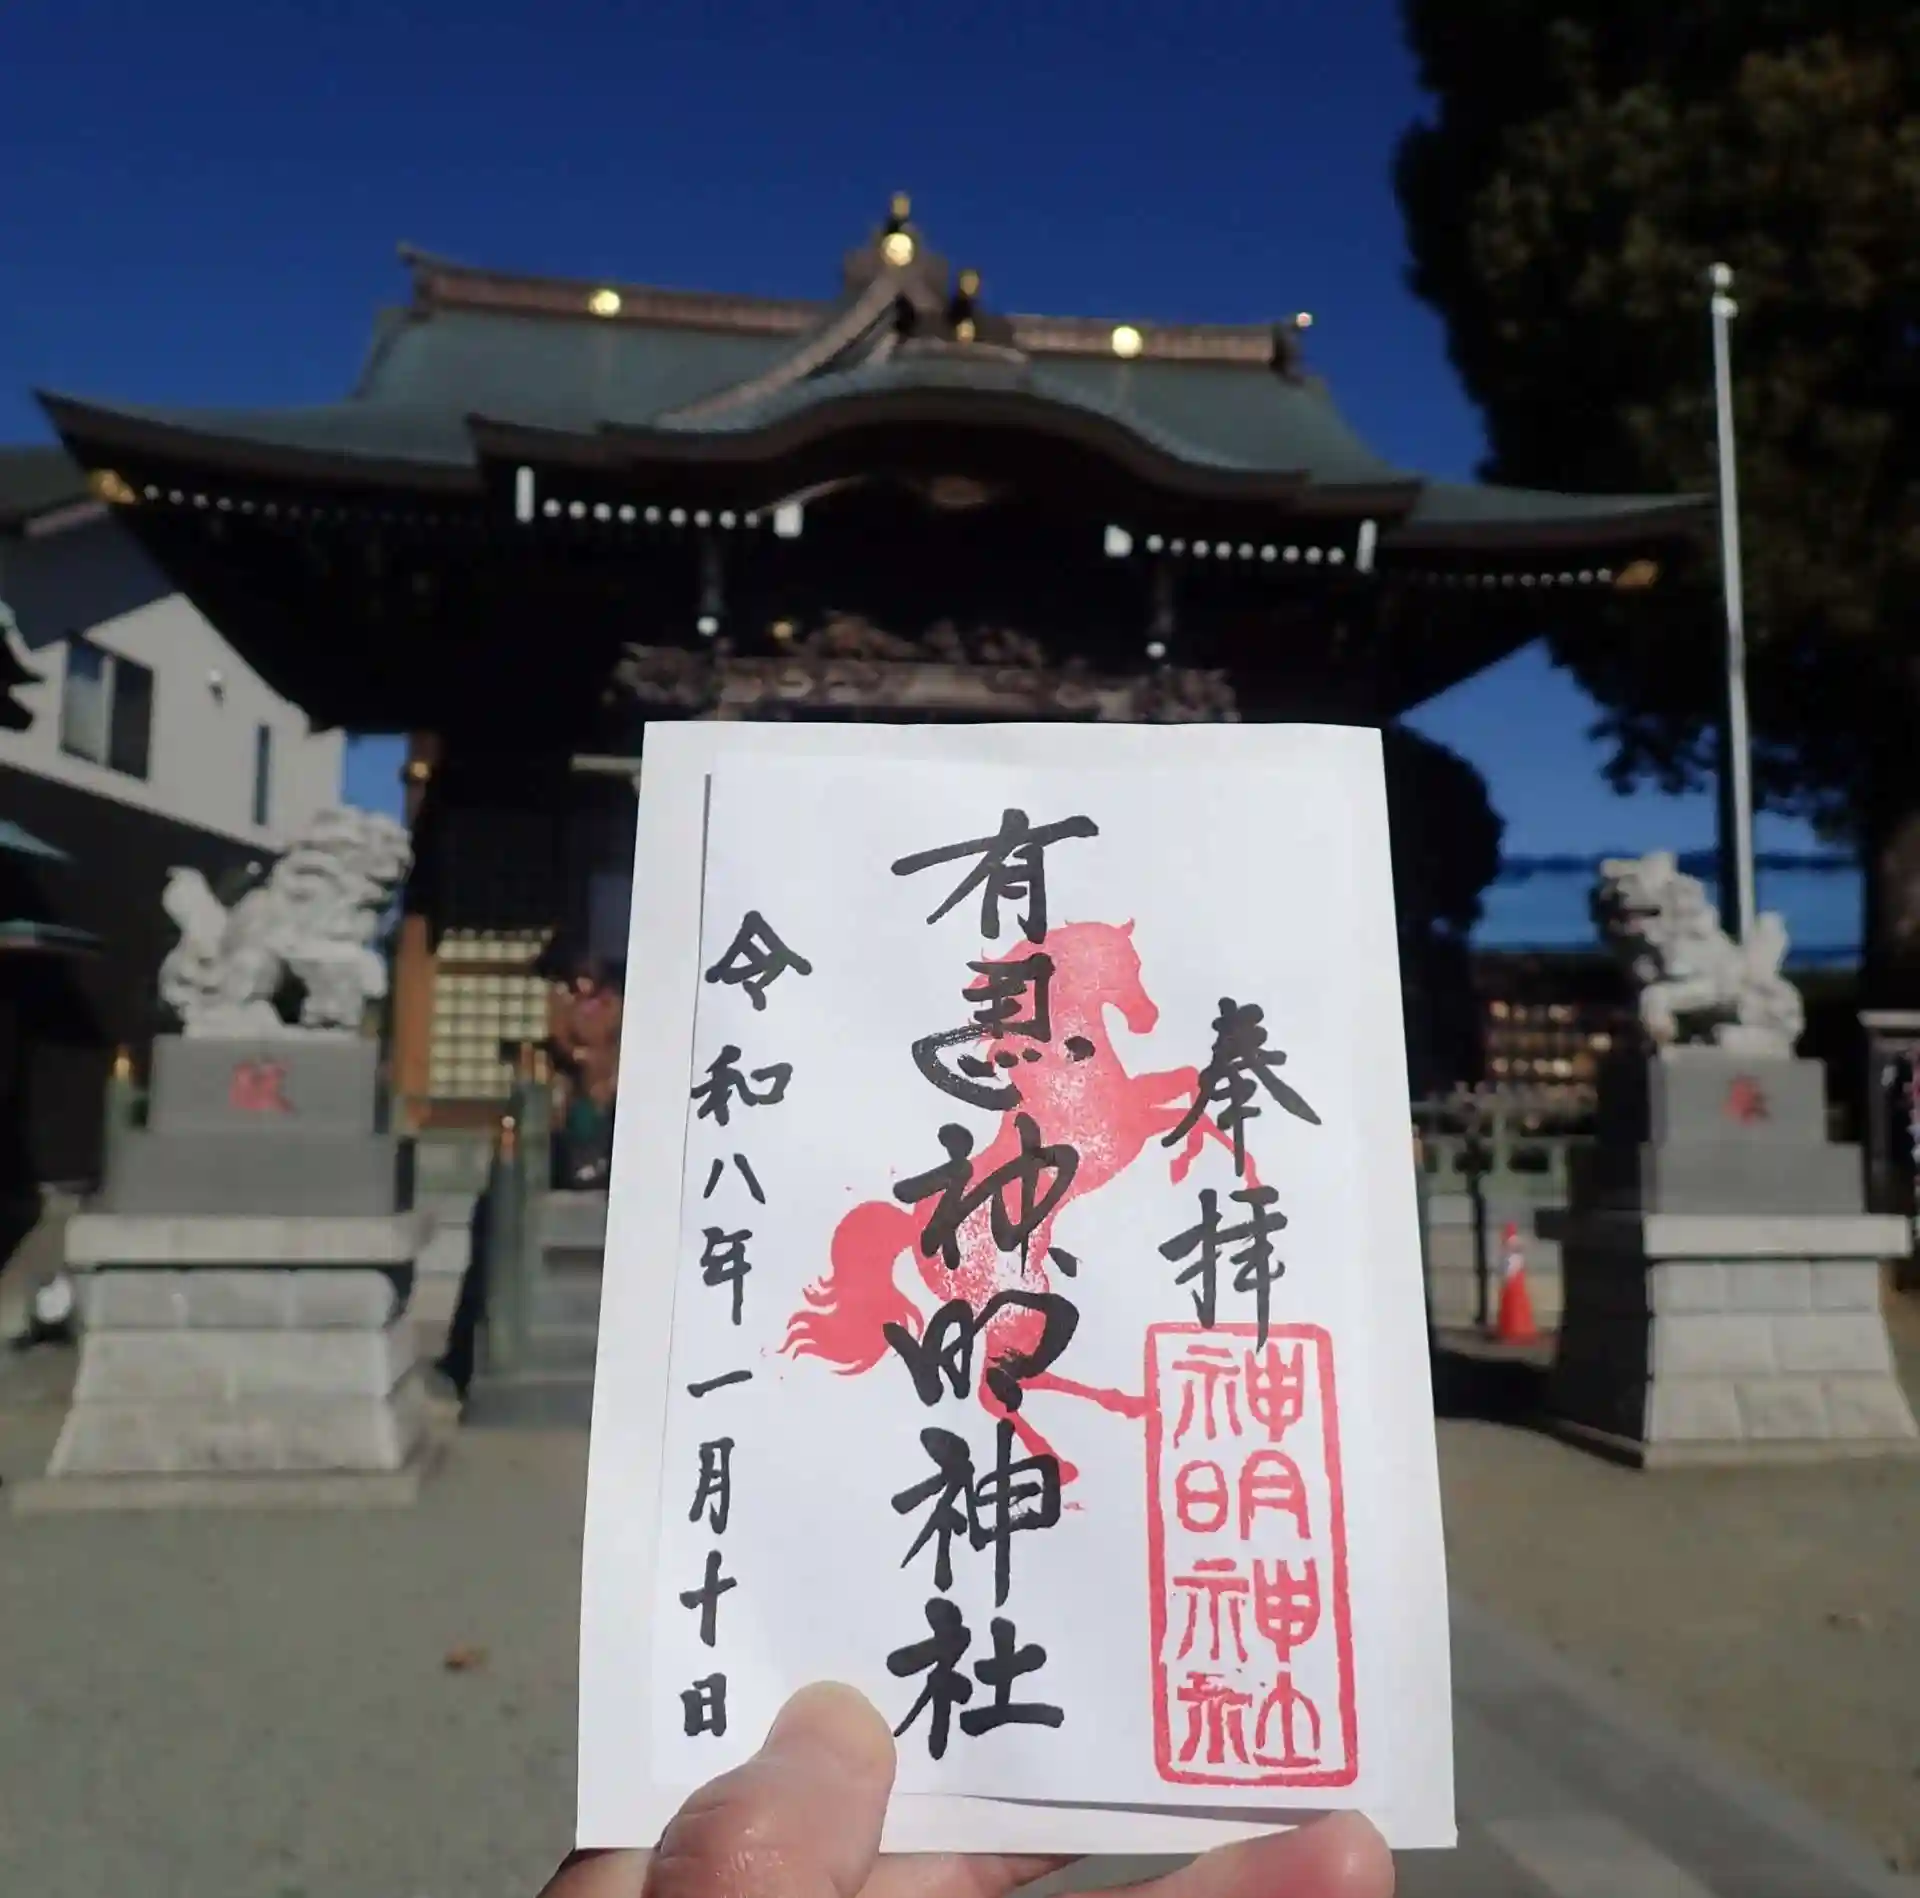 奉拝
神明神社
有馬神明神社
令和八年一月十日